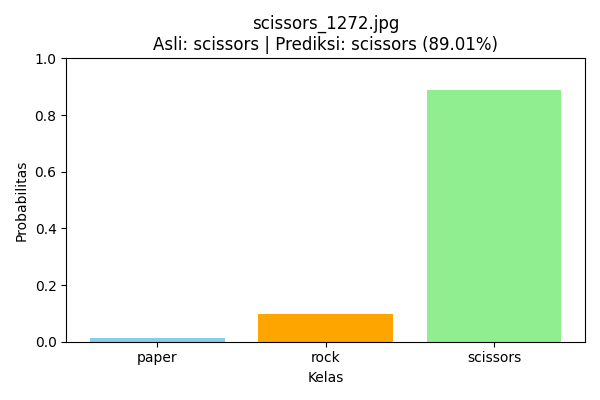 scissors_1272.jpg
Asli: scissors | Prediksi: scissors (89.01%)
1.0
0.8
0.6
0.4
0.2
0.0
Probabilitas
paper rock scissors
Kelas